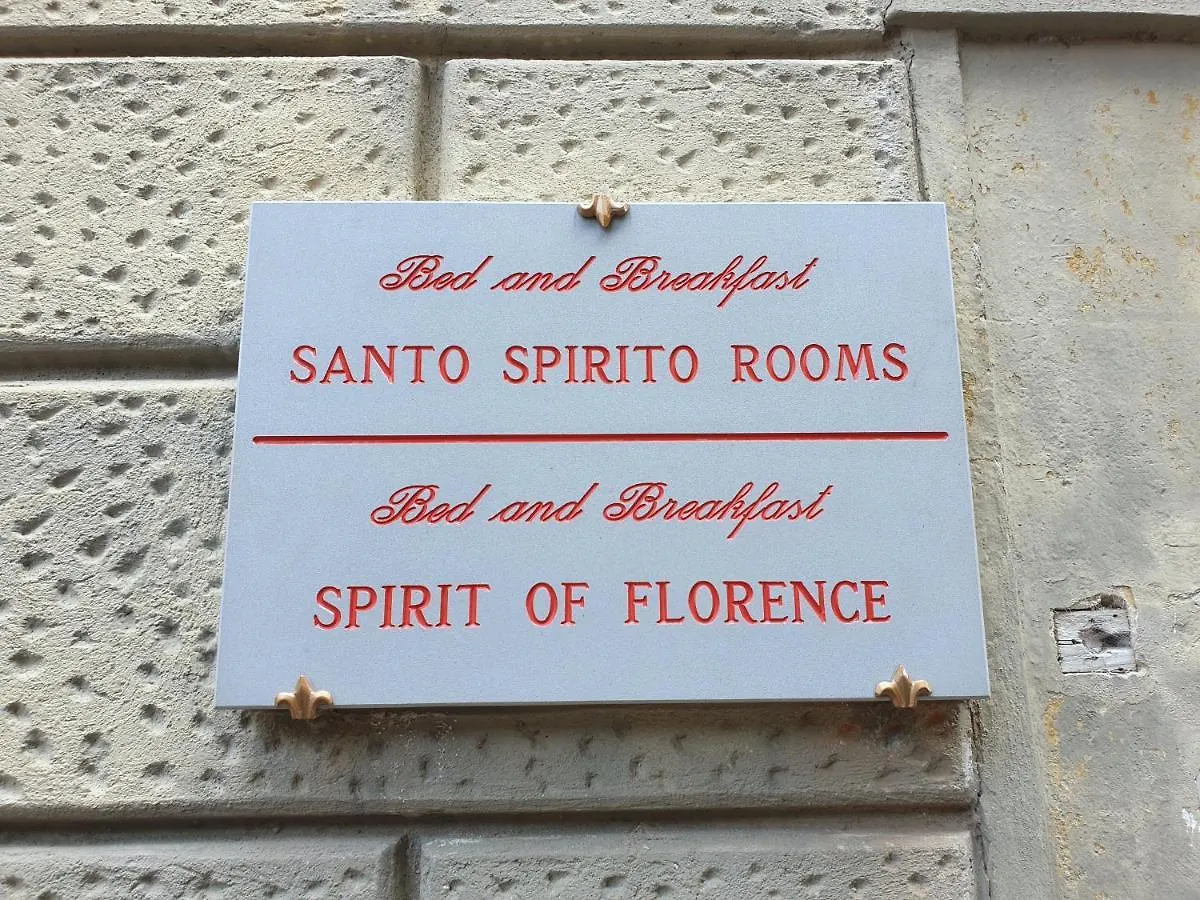 Bed and Breakfast
SANTO SPIRITO ROOMS
Bed and Breakfast
SPIRIT OF FLORENCE